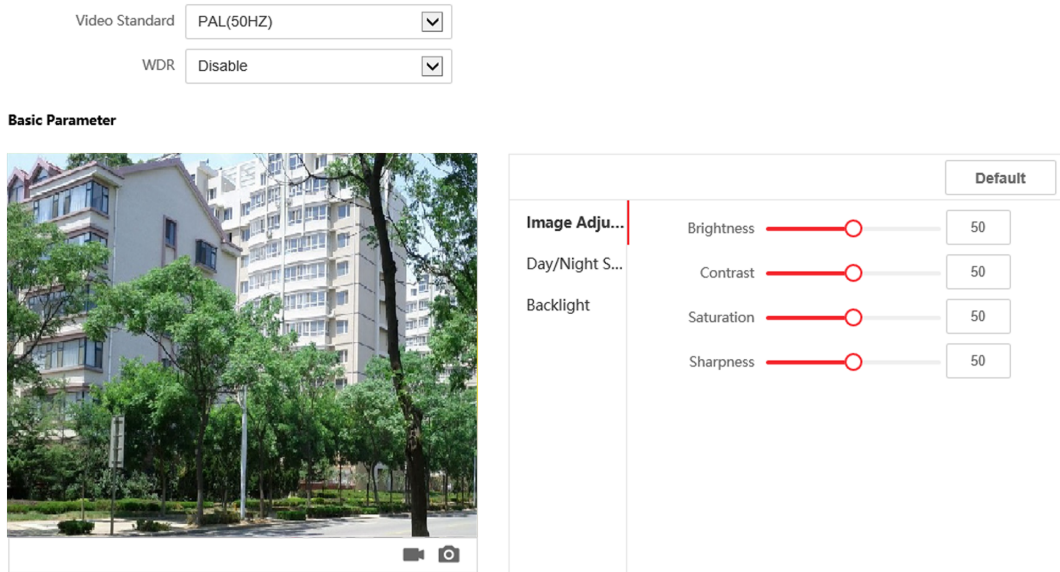 Video Standard PAL(50HZ)
WDR Disable
Basic Parameter
Default
Image Adju...
Day/Night S...
Backlight
Brightness 50
Contrast 50
Saturation 50
Sharpness 50